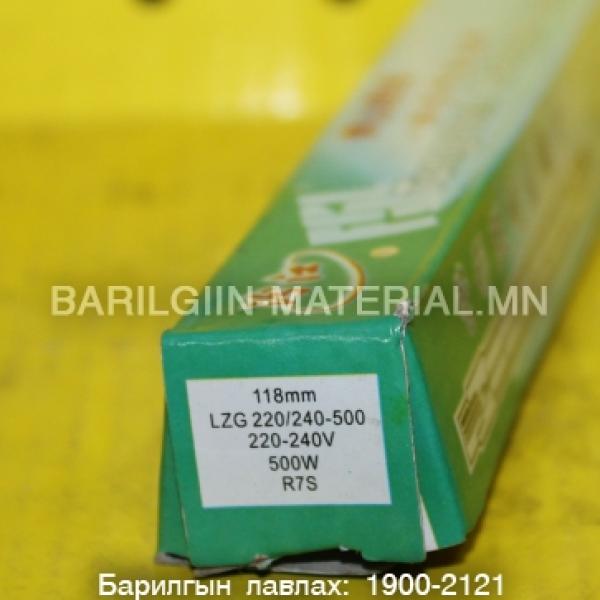 BARILGIIN-MATERIAL.MN
118mm
LZG 220/240-500
220-240V
500W
R7S
Барилгын лавлах: 1900-2121